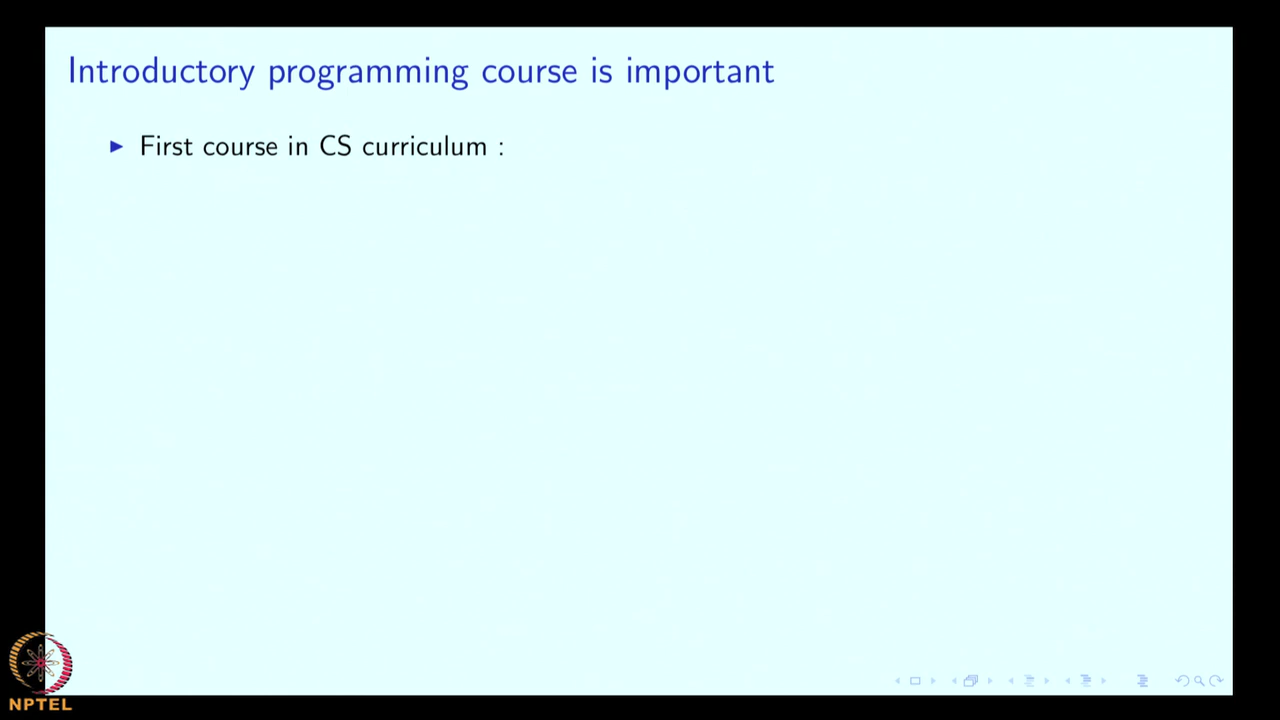 Introductory programming course is important
First course in CS curriculum :
NPTEL